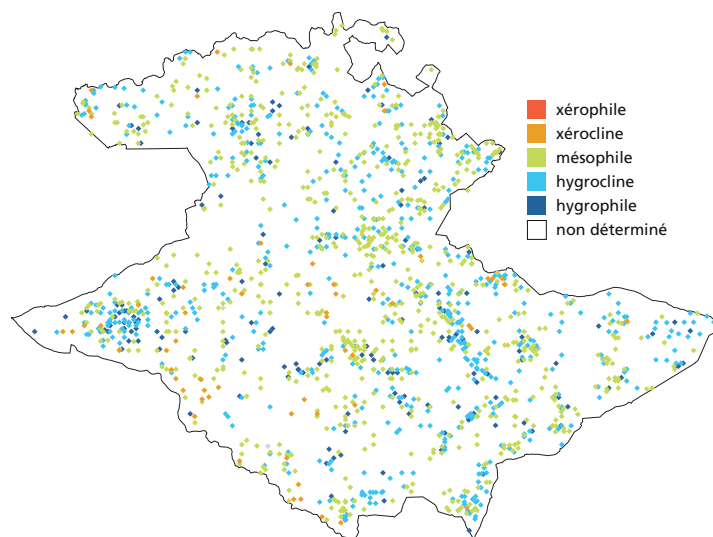 xérophile
xérocline
mésophile
hygrocline
hygrophile
non déterminé